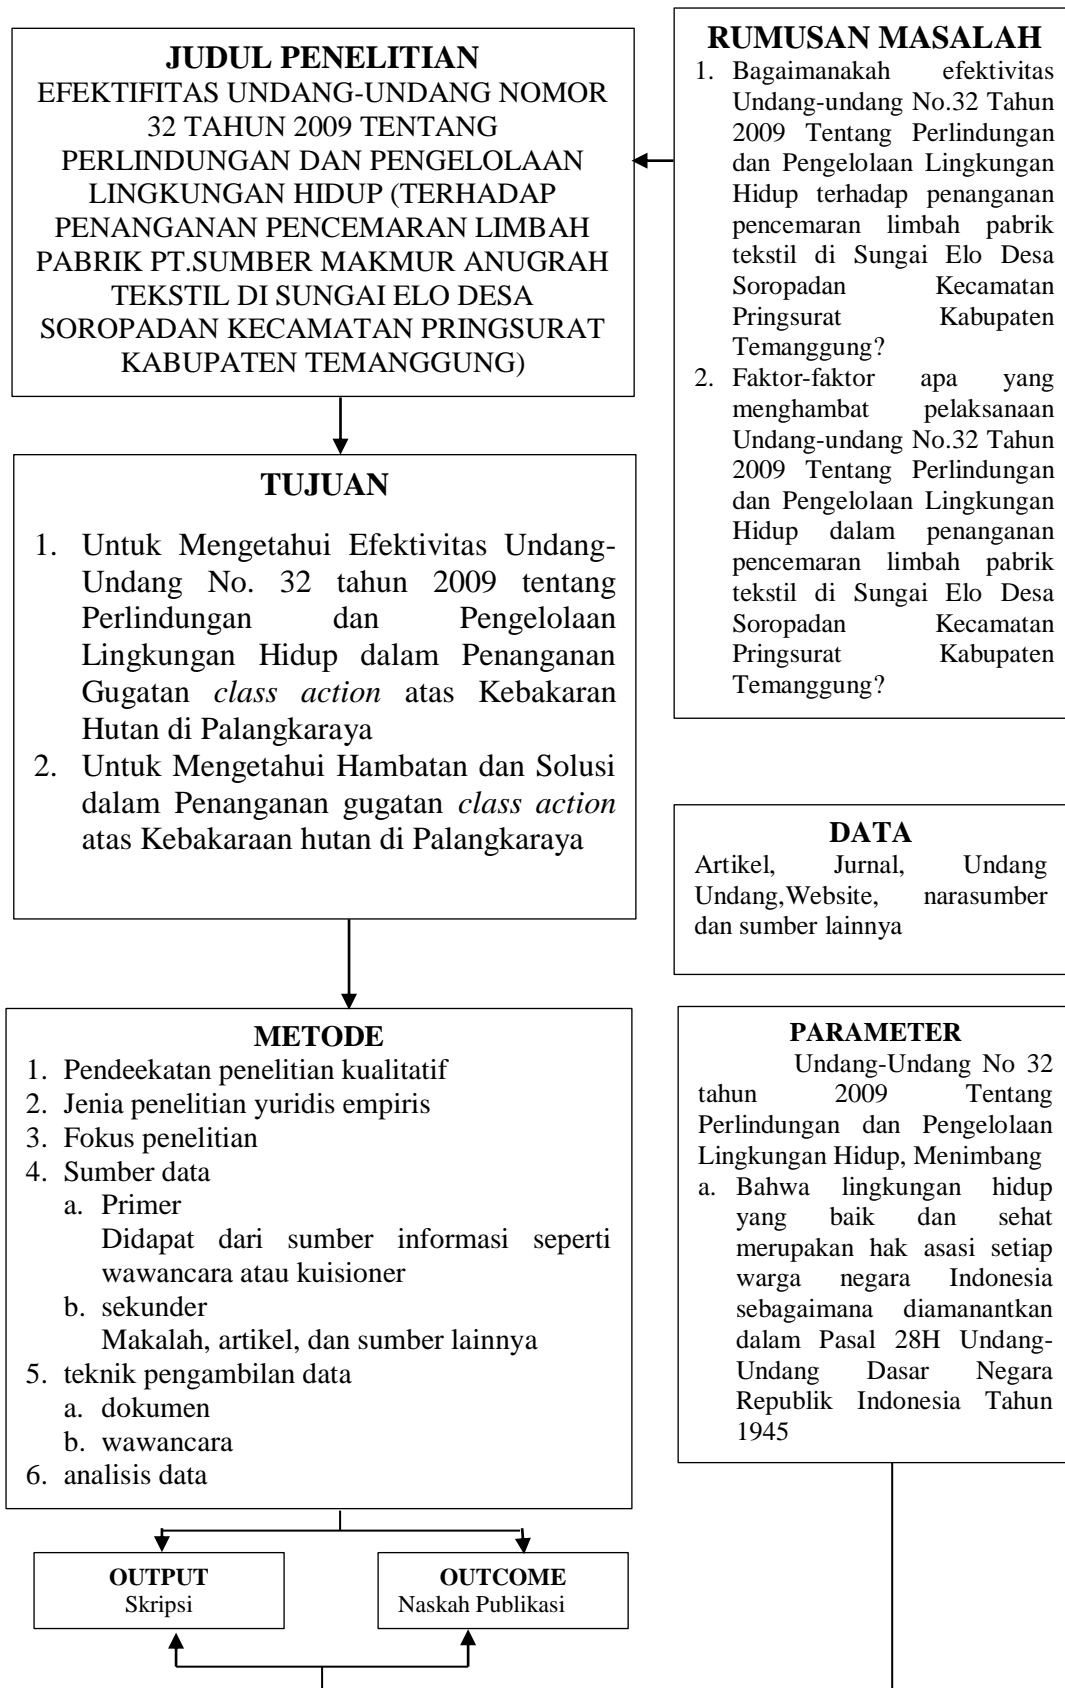 JUDUL PENELITIAN
EFEKTIFITAS UNDANG-UNDANG NOMOR
32 TAHUN 2009 TENTANG
PERLINDUNGAN DAN PENGELOLAAN
LINGKUNGAN HIDUP (TERHADAP
PENANGANAN PENCEMARAN LIMBAH
PABRIK PT.SUMBER MAKMUR ANUGRAH
TEKSTIL DI SUNGAI ELO DESA
SOROPADAN KECAMATAN PRINGSURAT
KABUPATEN TEMANGGUNG)
RUMUSAN MASALAH
1. Bagaimanakah efektivitas
Undang-undang No.32 Tahun
2009 Tentang Perlindungan
dan Pengelolaan Lingkungan
Hidup terhadap penanganan
pencemaran limbah pabrik
tekstil di Sungai Elo Desa
Soropadan Kecamatan
Pringsurat Kabupaten
Temanggung?
2. Faktor-faktor apa yang
menghambat pelaksanaan
Undang-undang No.32 Tahun
2009 Tentang Perlindungan
dan Pengelolaan Lingkungan
Hidup dalam penanganan
pencemaran limbah pabrik
tekstil di Sungai Elo Desa
Soropadan Kecamatan
Pringsurat Kabupaten
Temanggung?
TUJUAN
1. Untuk Mengetahui Efektivitas Undang-
Undang No. 32 tahun 2009 tentang
Perlindungan dan Pengelolaan
Lingkungan Hidup dalam Penanganan
Gugatan class action atas Kebakaran
Hutan di Palangkaraya
2. Untuk Mengetahui Hambatan dan Solusi
dalam Penanganan gugatan class action
atas Kebakaraan hutan di Palangkaraya
DATA
Artikel, Jurnal, Undang
Undang,Website, narasumber
dan sumber lainnya
METODE
1. Pendeekatan penelitian kualitatif
2. Jenia penelitian yuridis empiris
3. Fokus penelitian
4. Sumber data
a. Primer
Didapat dari sumber informasi seperti
wawancara atau kuisioner
b. sekunder
Makalah, artikel, dan sumber lainnya
5. teknik pengambilan data
a. dokumen
b. wawancara
6. analisis data
PARAMETER
Undang-Undang No 32
tahun 2009 Tentang
Perlindungan dan Pengelolaan
Lingkungan Hidup, Menimbang
a. Bahwa lingkungan hidup
yang baik dan sehat
merupakan hak asasi setiap
warga negara Indonesia
sebagaimana diamanantkan
dalam Pasal 28H Undang-
Undang Dasar Negara
Republik Indonesia Tahun
1945
OUTPUT
Skripsi
OUTCOME
Naskah Publikasi